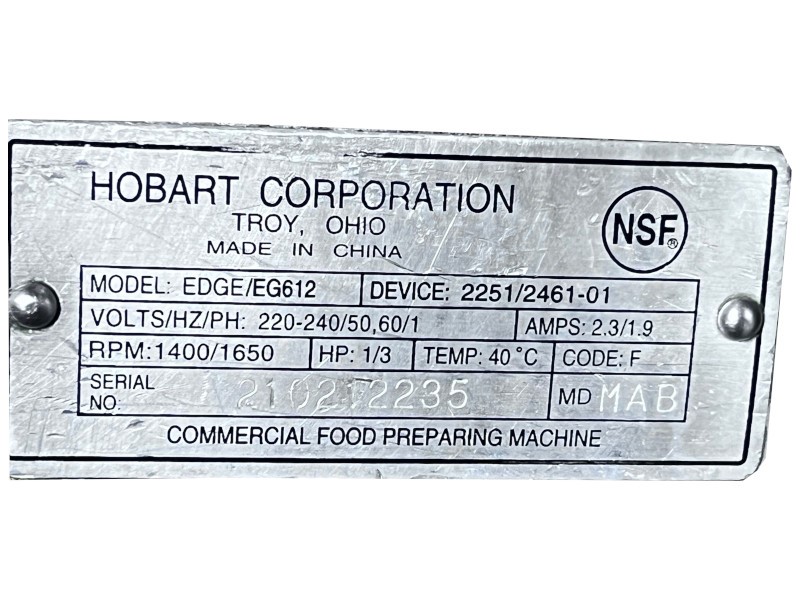 HOBART CORPORATION
TROY, OHIO
MADE IN CHINA
NSF®
MODEL: EDGE/EG612 DEVICE: 2251/2461-01
VOLTS/HZ/PH: 220-240/50,60/1 AMPS: 2.3/1.9
RPM:1400/1650 HP: 1/3 TEMP: 40°C CODE: F
SERIAL NO. MD MAB
COMMERCIAL FOOD PREPARING MACHINE